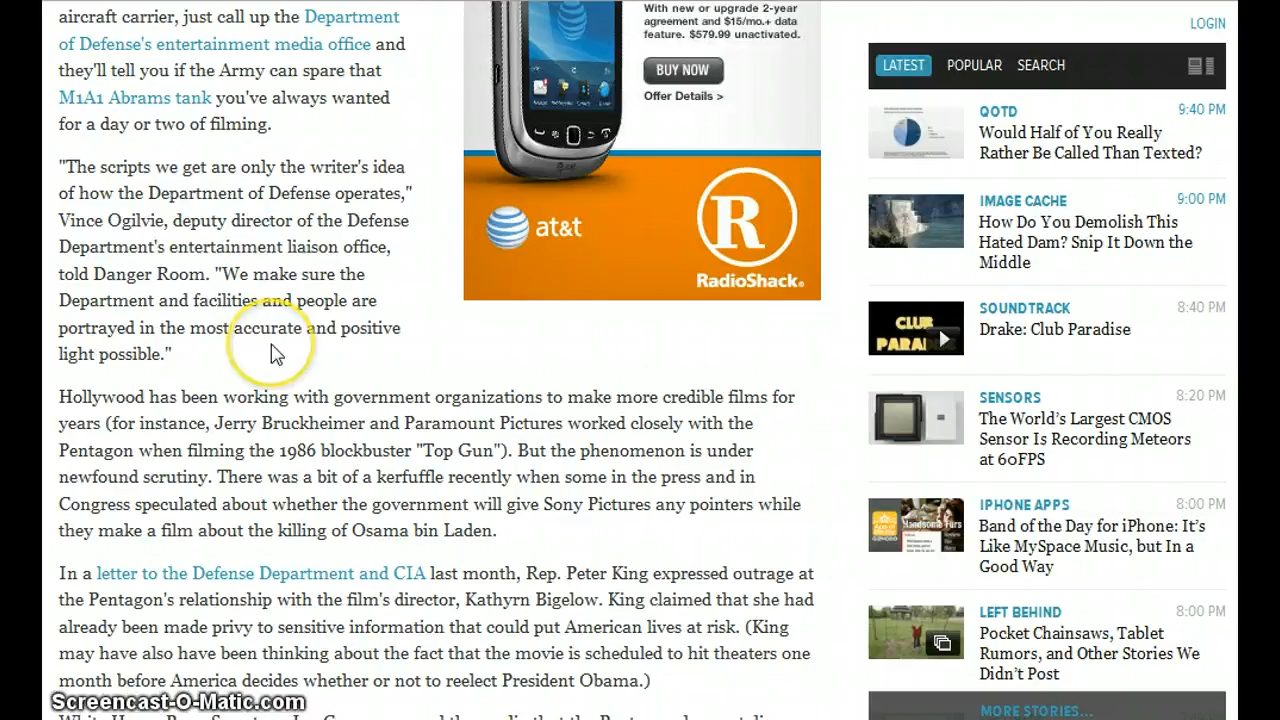 aircraft carrier, just call up the Department
of Defense's entertainment media office and
they'll tell you if the Army can spare that
M1A1 Abrams tank you've always wanted
for a day or two of filming.
"The scripts we get are only the writer's idea
of how the Department of Defense operates,"
Vince Ogilvie, deputy director of the Defense
Department's entertainment liaison office,
told Danger Room. "We make sure the
Department and facilities and people are
portrayed in the most accurate and positive
light possible."
Hollywood has been working with government organizations to make more credible films for
years (for instance, Jerry Bruckheimer and Paramount Pictures worked closely with the
Pentagon when filming the 1986 blockbuster "Top Gun"). But the phenomenon is under
newfound scrutiny. There was a bit of a kerfuffle recently when some in the press and in
Congress speculated about whether the government will give Sony Pictures any pointers while
they make a film about the killing of Osama bin Laden.
In a letter to the Defense Department and CIA last month, Rep. Peter King expressed outrage at
the Pentagon's relationship with the film's director, Kathyrn Bigelow. King claimed that she had
already been made privy to sensitive information that could put American lives at risk. (King
may have also have been thinking about the fact that the movie is scheduled to hit theaters one
month before America decides whether or not to reelect President Obama.)
Screencast-O-Matic.com
With new or upgrade 2-year
agreement and $15/mo.+ data
feature. $579.99 unactivated.
BUY NOW
Offer Details >
at&t
R
RadioShack.
LOGIN
LATEST POPULAR SEARCH
QOTD 9:40 PM
Would Half of You Really
Rather Be Called Than Texted?
IMAGE CACHE 9:00 PM
How Do You Demolish This
Hated Dam? Snip It Down the
Middle
SOUNDTRACK 8:40 PM
Drake: Club Paradise
CLUB
SENSORS 8:20 PM
The World's Largest CMOS
Sensor Is Recording Meteors
at 60FPS
IPHONE APPS 8:00 PM
Band of the Day for iPhone: It's
Like MySpace Music, but In a
Good Way
Handsome Furs
LEFT BEHIND 8:00 PM
Pocket Chainsaws, Tablet
Rumors, and Other Stories We
Didn't Post
MORE STORIES...